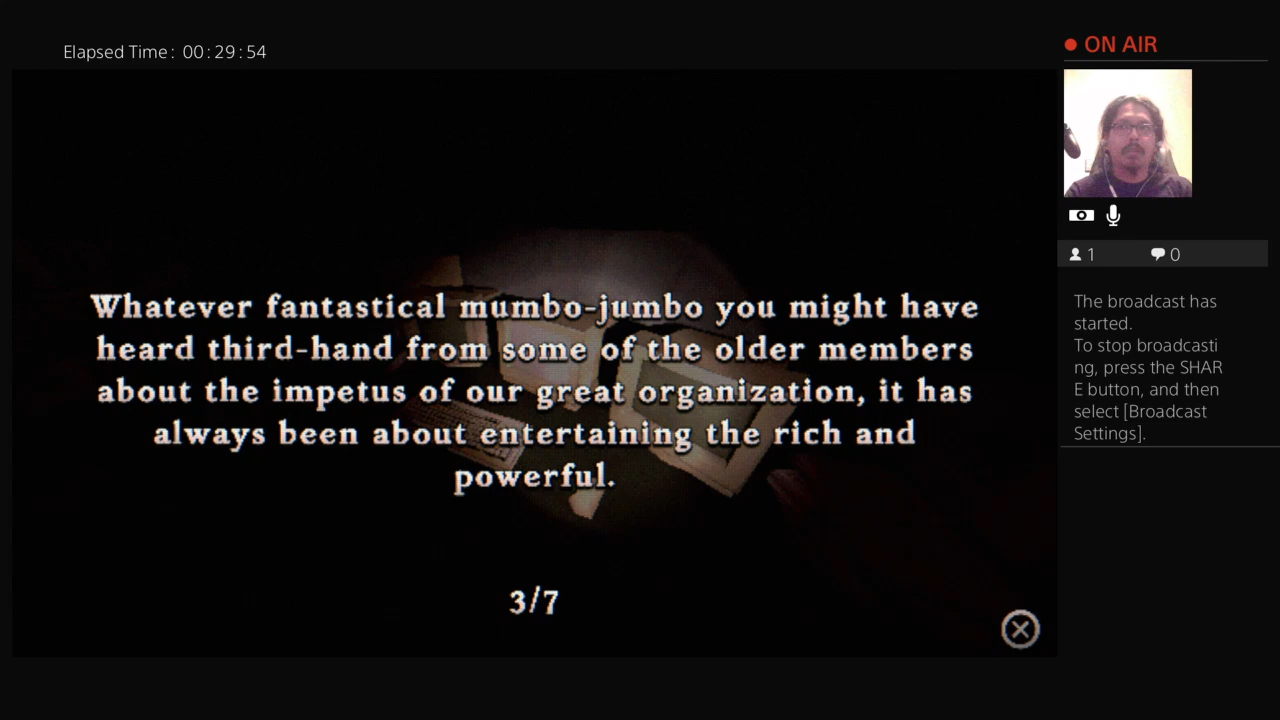 Elapsed Time: 00:29:54
ON AIR
1
0
Whatever fantastical mumbo-jumbo you might have
heard third-hand from some of the older members
about the impetus of our great organization, it has
always been about entertaining the rich and
powerful.
3/7
The broadcast has
started.
To stop broadcasti
ng, press the SHAR
E button, and then
select [Broadcast
Settings].